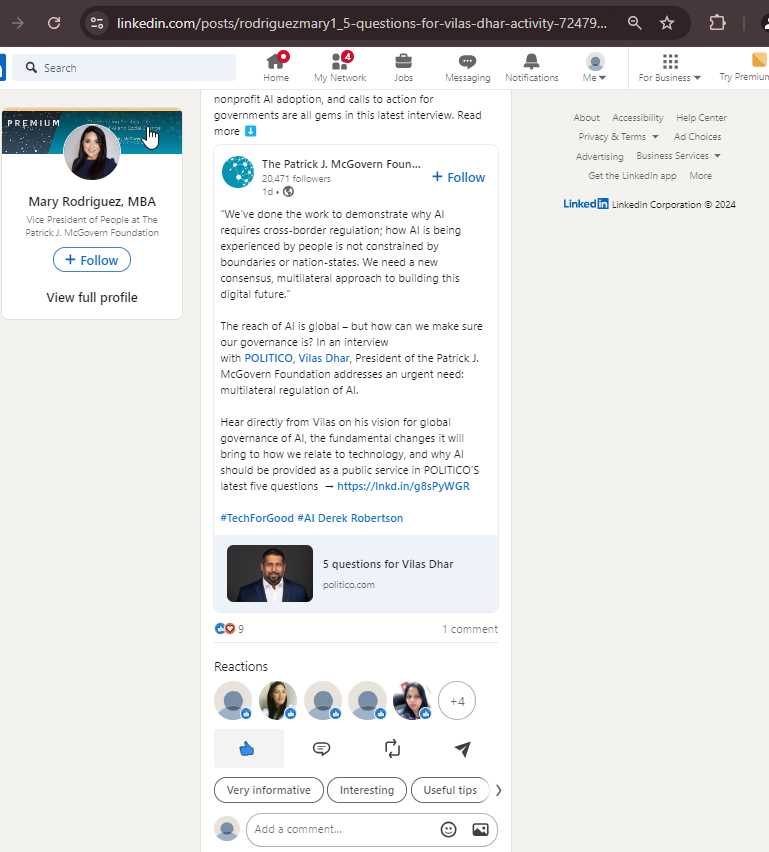 linkedin.com/posts/rodriguezmary1_5-questions-for-vilas-dhar-activity-72479...
Search
Home
4
My Network
Jobs
Messaging
Notifications
Me
For Business
Try Premium
PREMIUM
Mary Rodriguez, MBA
Vice President of People at The
Patrick J. McGovern Foundation
+ Follow
View full profile
nonprofit AI adoption, and calls to action for
governments are all gems in this latest interview. Read
more ⬇️
The Patrick J. McGovern Foun...
20,471 followers
1d •
+ Follow
"We've done the work to demonstrate why AI
requires cross-border regulation; how AI is being
experienced by people is not constrained by
boundaries or nation-states. We need a new
consensus, multilateral approach to building this
digital future."
The reach of AI is global – but how can we make sure
our governance is? In an interview
with POLITICO, Vilas Dhar, President of the Patrick J.
McGovern Foundation addresses an urgent need:
multilateral regulation of AI.
Hear directly from Vilas on his vision for global
governance of AI, the fundamental changes it will
bring to how we relate to technology, and why AI
should be provided as a public service in POLITICO'S
latest five questions → https://lnkd.in/g8sPyWGR
#TechForGood #AI Derek Robertson
5 questions for Vilas Dhar
politico.com
9
1 comment
Reactions
+4
Very informative
Interesting
Useful tips
Add a comment...
About Accessibility Help Center
Privacy & Terms Ad Choices
Advertising Business Services
Get the LinkedIn app More
LinkedIn LinkedIn Corporation © 2024